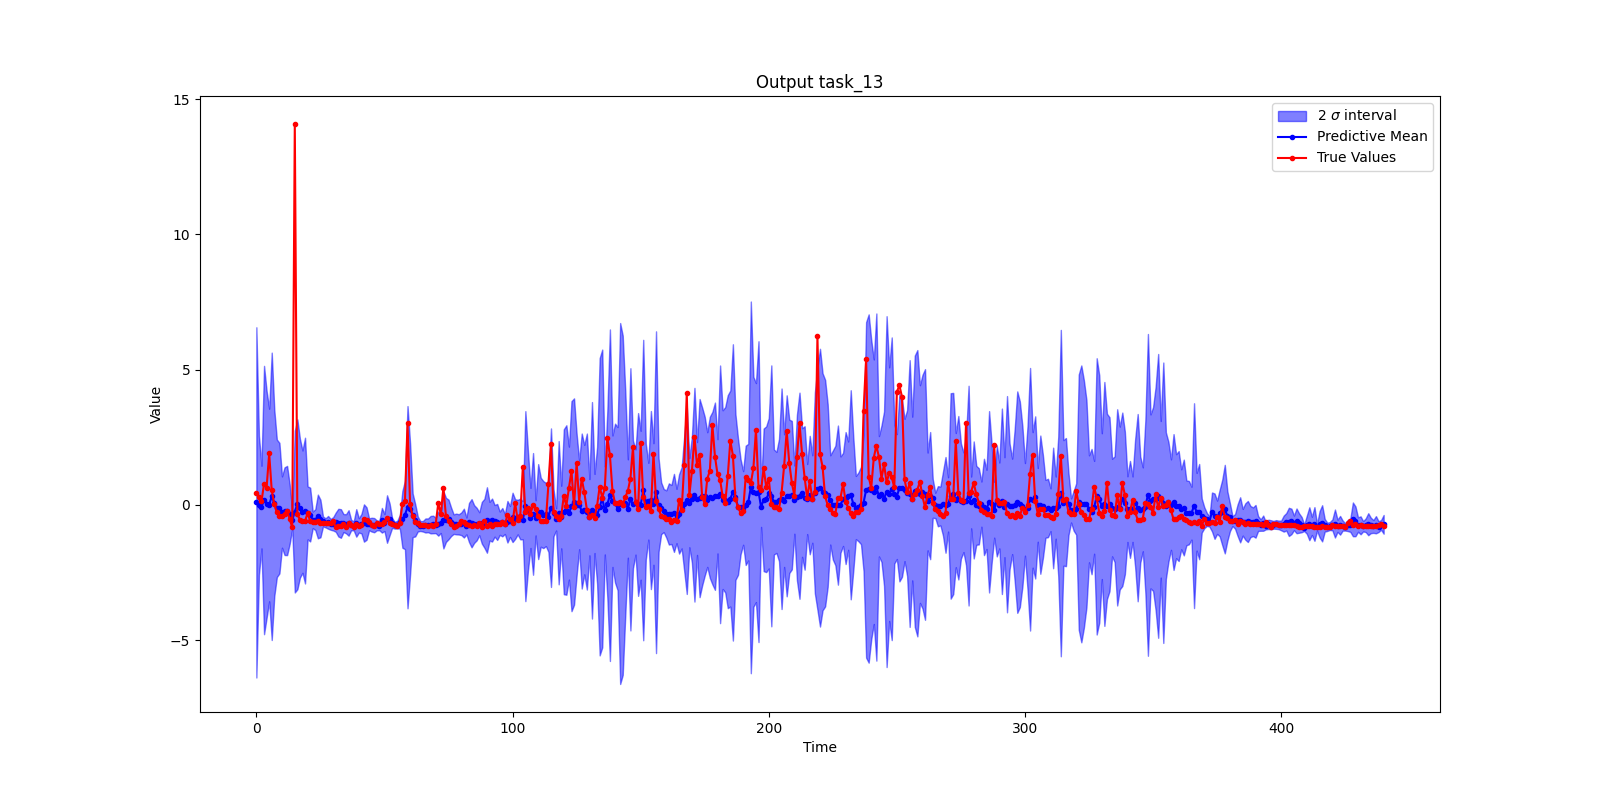 Output task_13
15
10
5
0
−5
Value
0
100
200
300
400
Time
2 σ interval
Predictive Mean
True Values